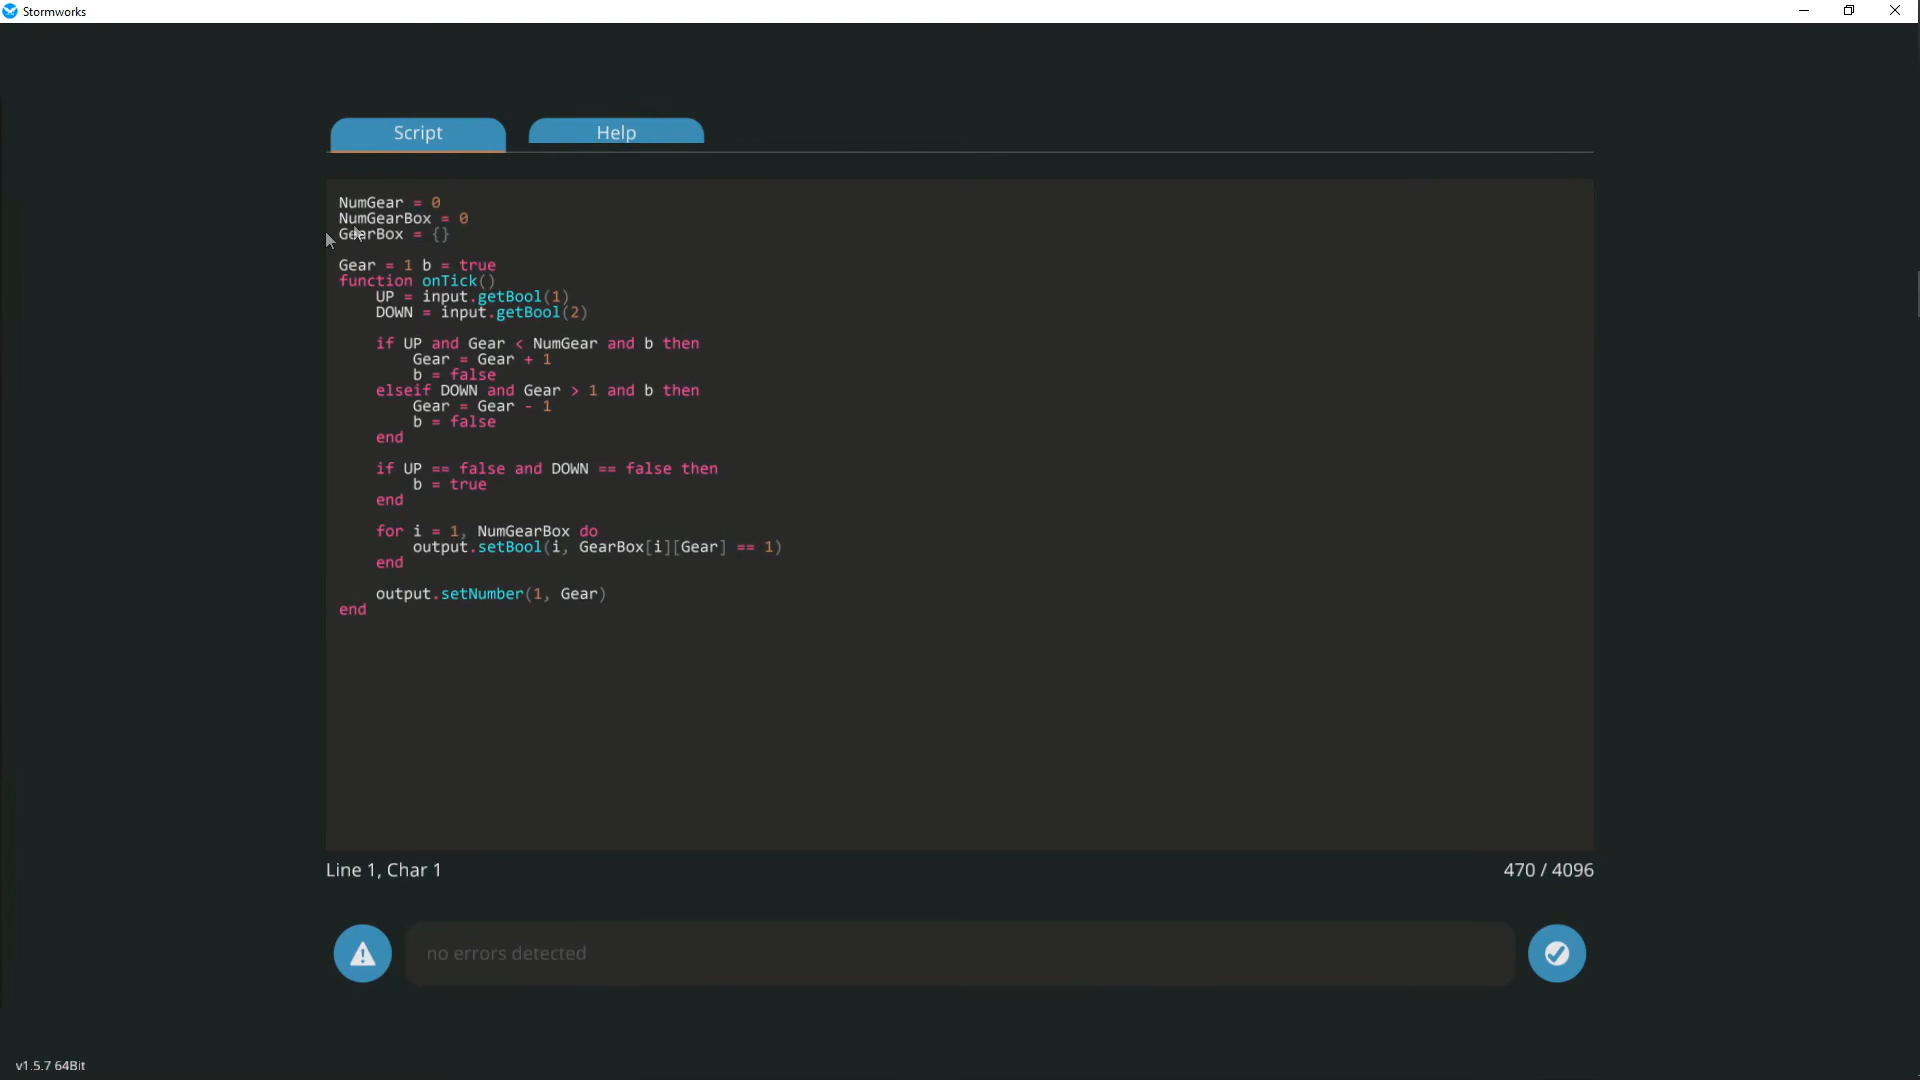 Stormworks
Script
Help
NumGear = 0
NumGearBox = 0
GearBox = {}
Gear = 1 b = true
function onTick()
UP = input.getBool(1)
DOWN = input.getBool(2)
if UP and Gear < NumGear and b then
Gear = Gear + 1
b = false
elseif DOWN and Gear > 1 and b then
Gear = Gear - 1
b = false
end
if UP == false and DOWN == false then
b = true
end
for i = 1, NumGearBox do
output.setBool(i, GearBox[i][Gear] == 1)
end
output.setNumber(1, Gear)
end
Line 1, Char 1
470 / 4096
no errors detected
v1.5.7 64Bit